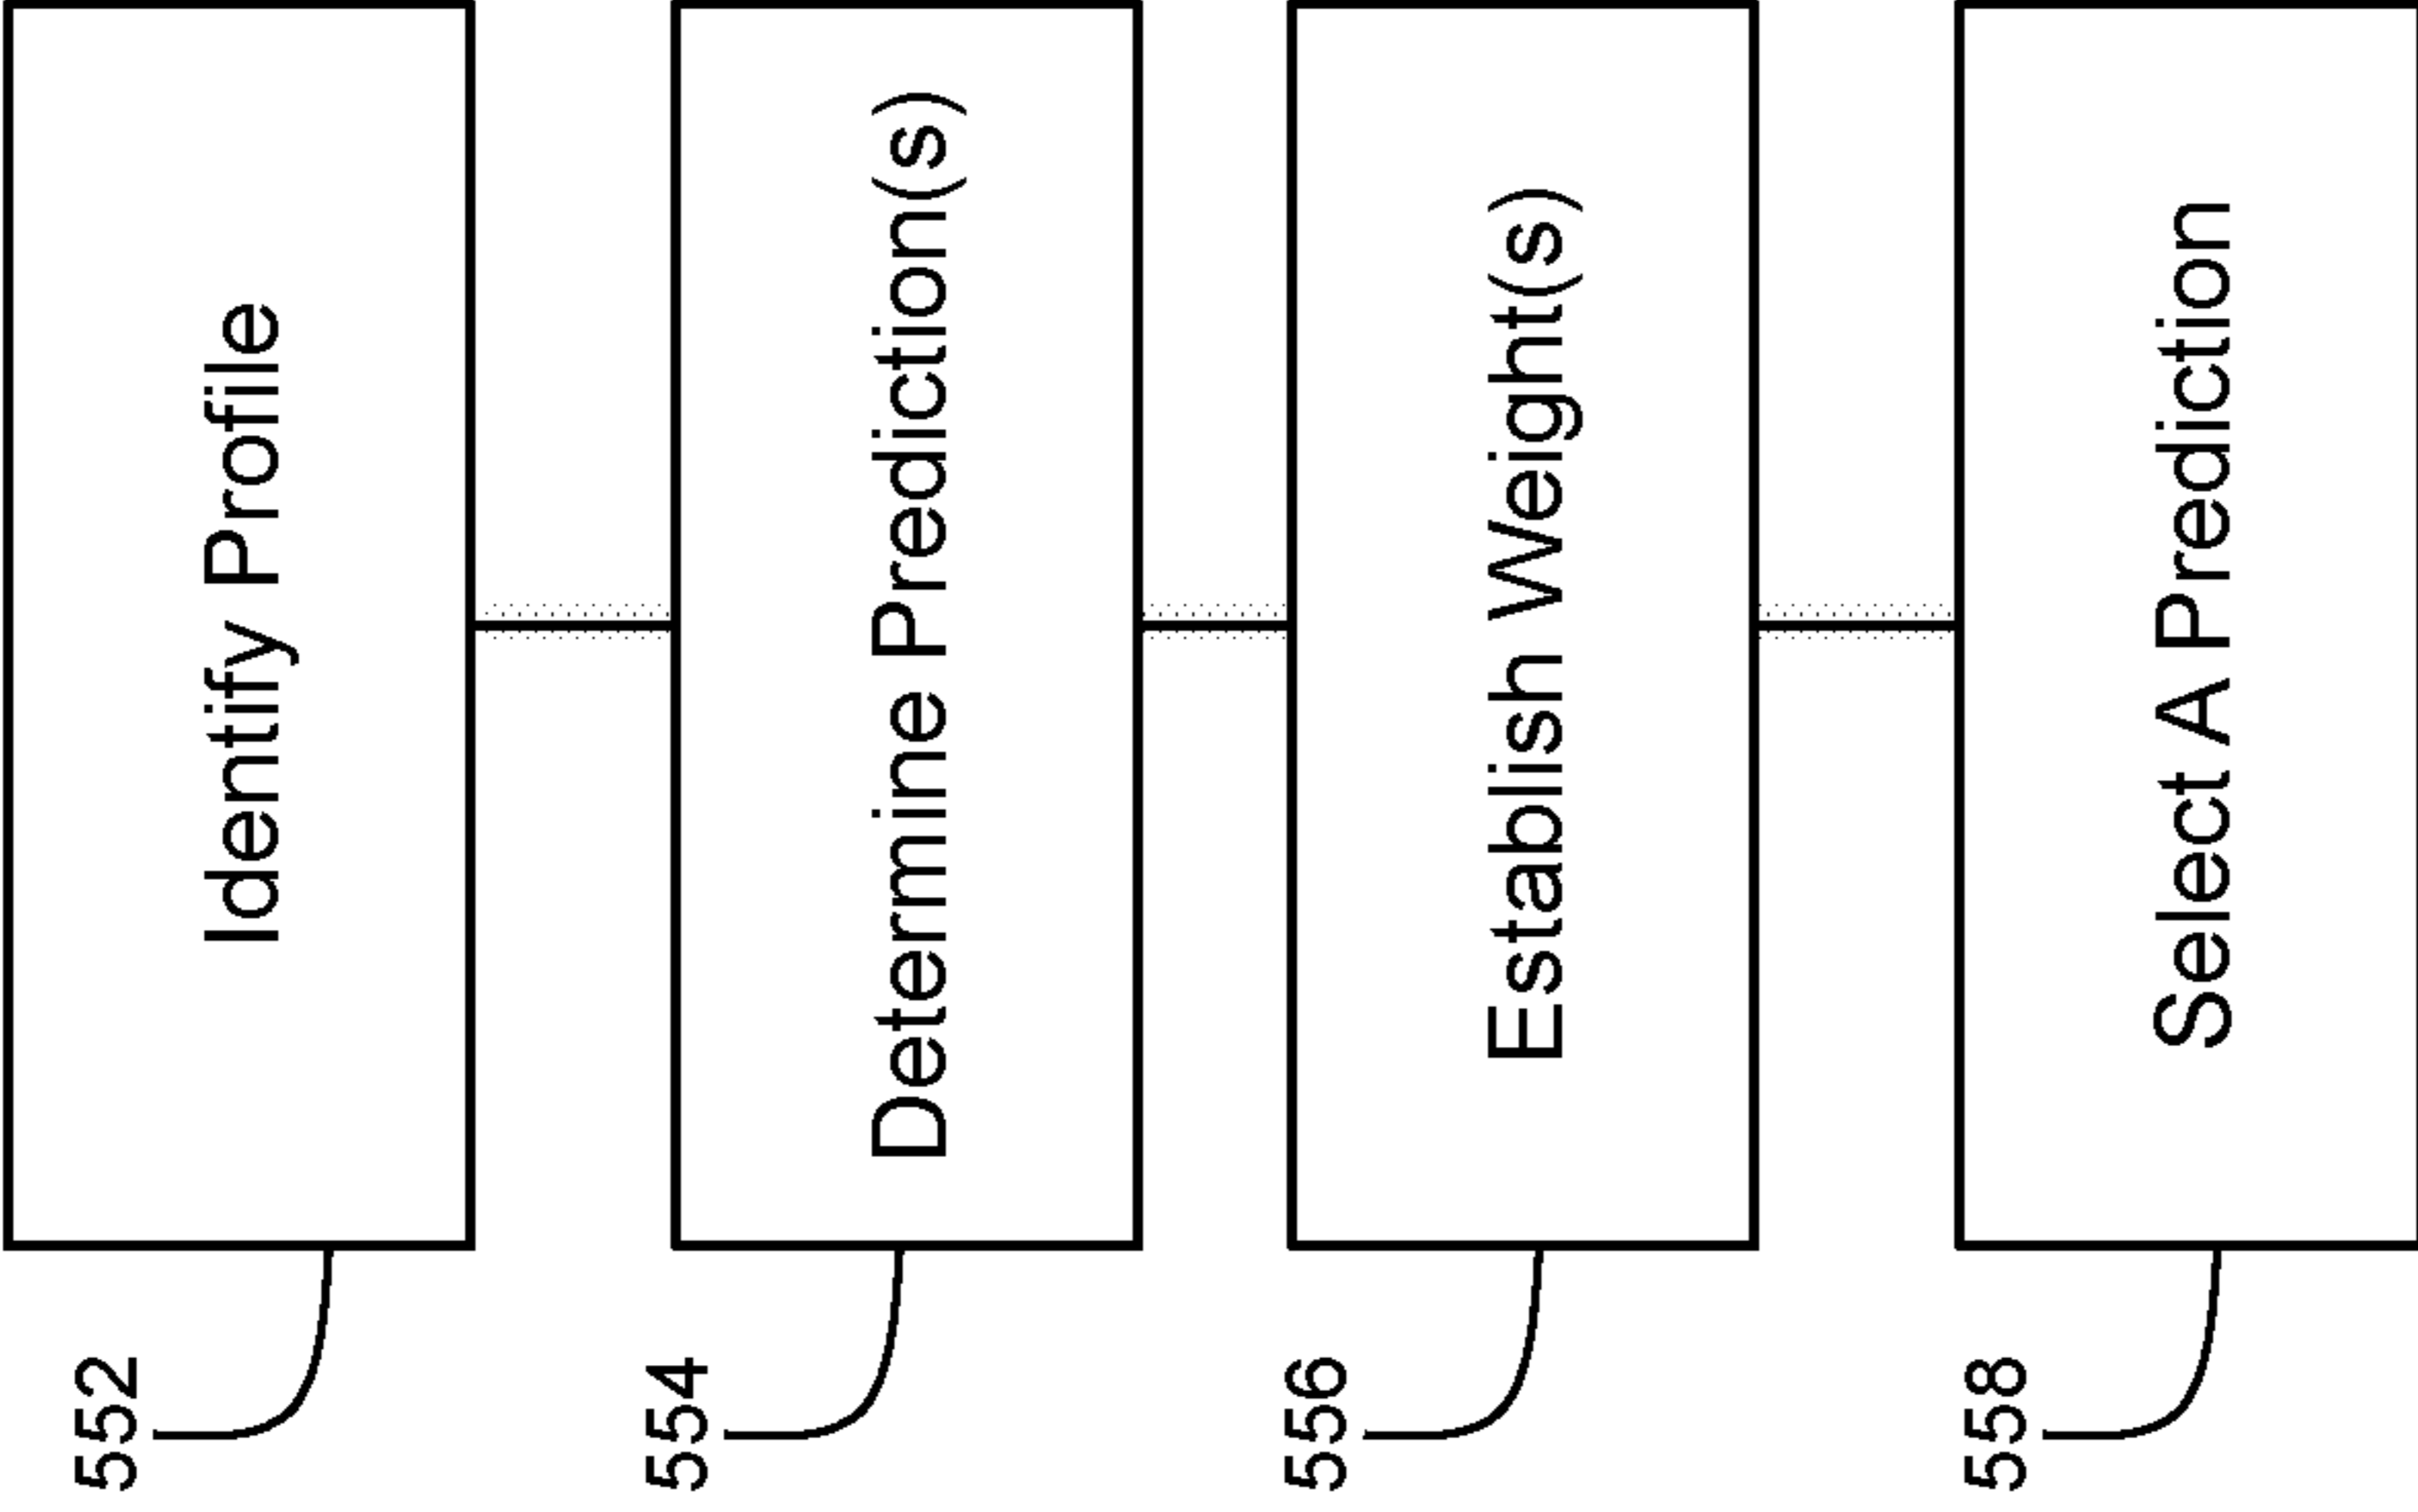 552
Identify Profile
554
Determine Prediction(s)
556
Establish Weight(s)
558
Select A Prediction